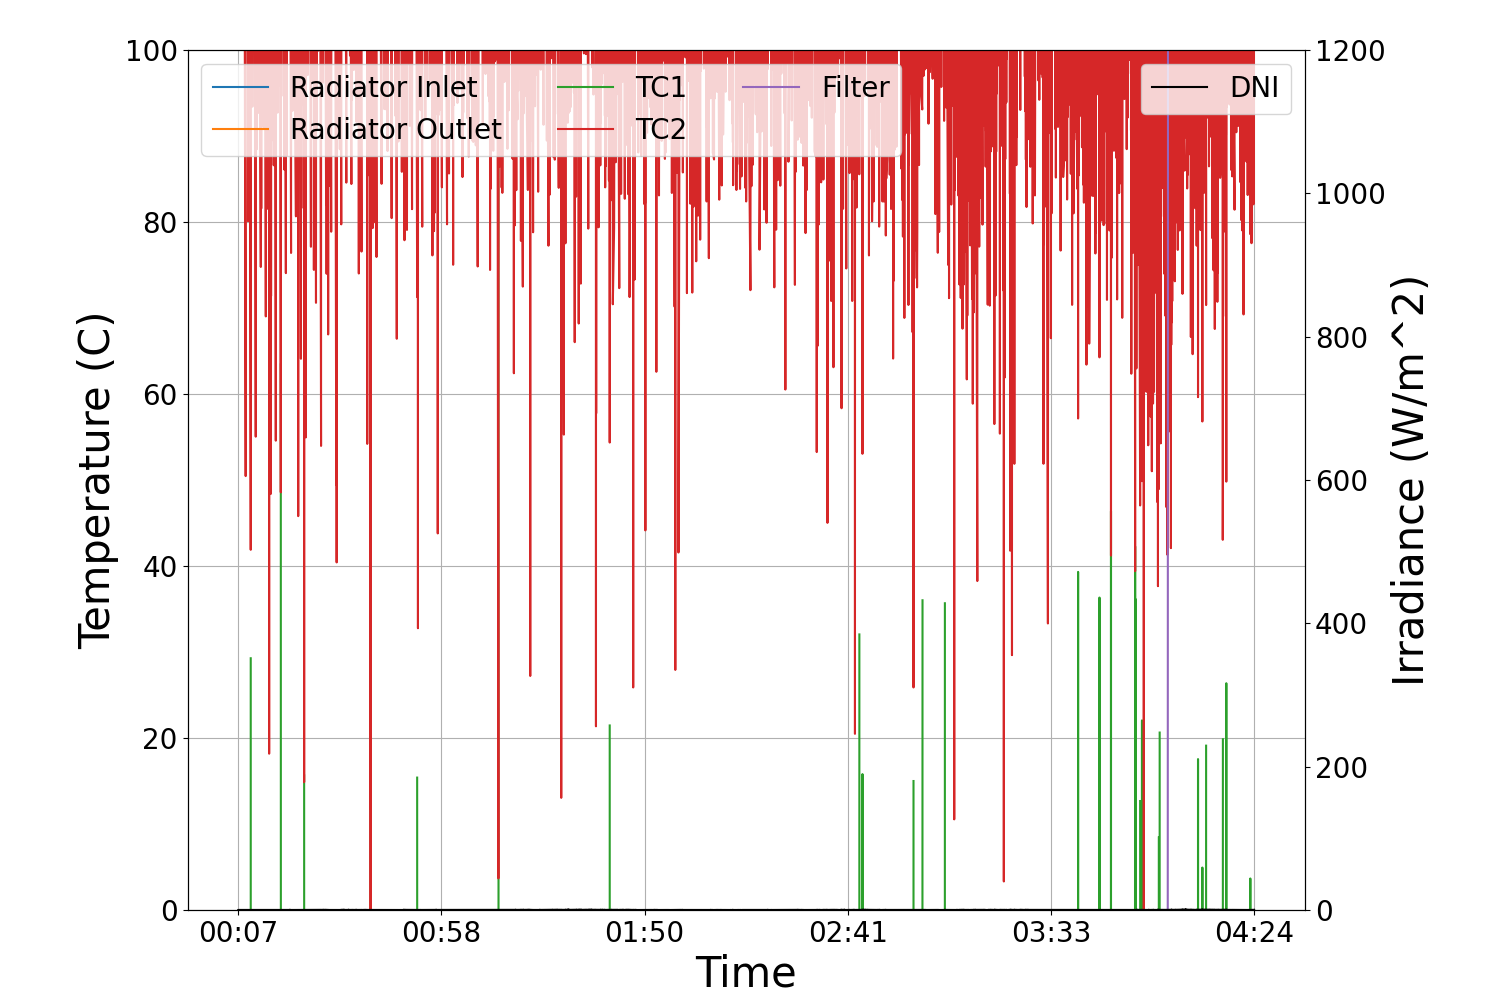 100
80
60
40
20
0
Temperature (C)
Radiator Inlet
Radiator Outlet
TC1
TC2
Filter
DNI
1200
1000
800
600
400
200
0
Irradiance (W/m^2)
00:07
00:58
01:50
02:41
03:33
04:24
Time